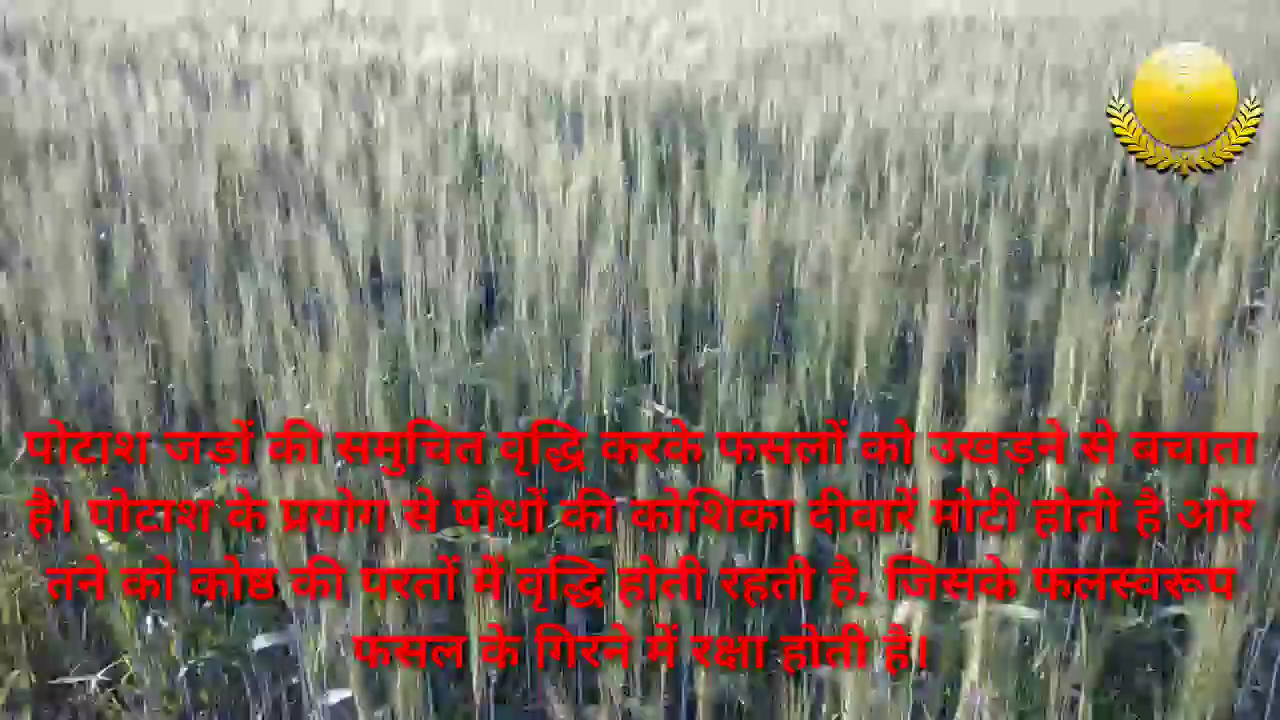 पोटाश जड़ों की समुचित वृद्धि करके फसलों को उखड़ने से बचाता
है। पोटाश के प्रयोग से पौधों की कोशिका दीवारें मोटी होती है ओर
तने को कोष्ठ की परतों में वृद्धि होती रहती है, जिसके फलस्वरूप
फसल के गिरने में रक्षा होती है।